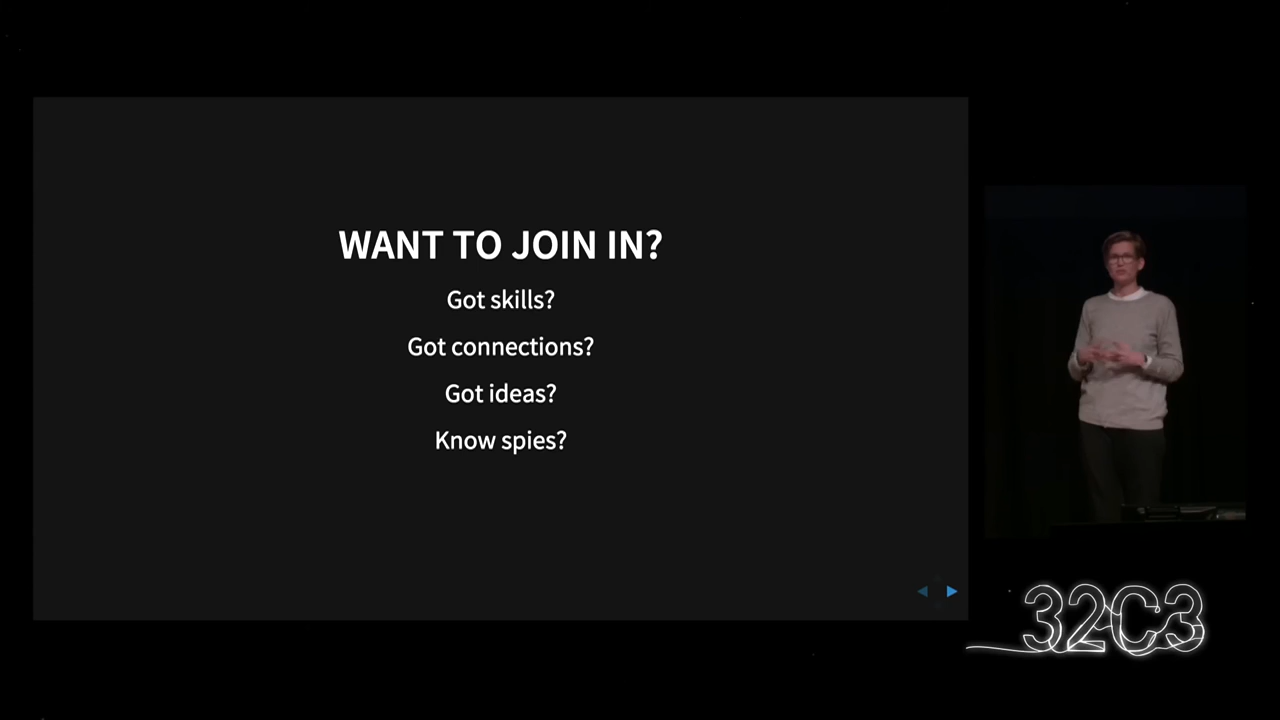 WANT TO JOIN IN?
Got skills?
Got connections?
Got ideas?
Know spies?
32C3